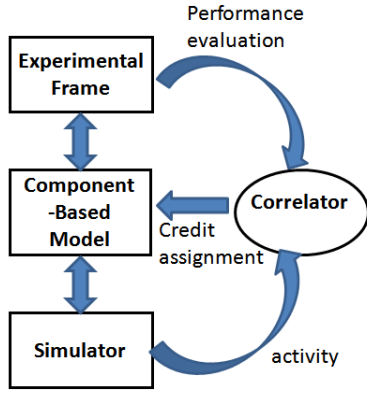 Performance
evaluation
Experimental
Frame
Component
-Based
Model
Correlator
Credit
assignment
Simulator
activity